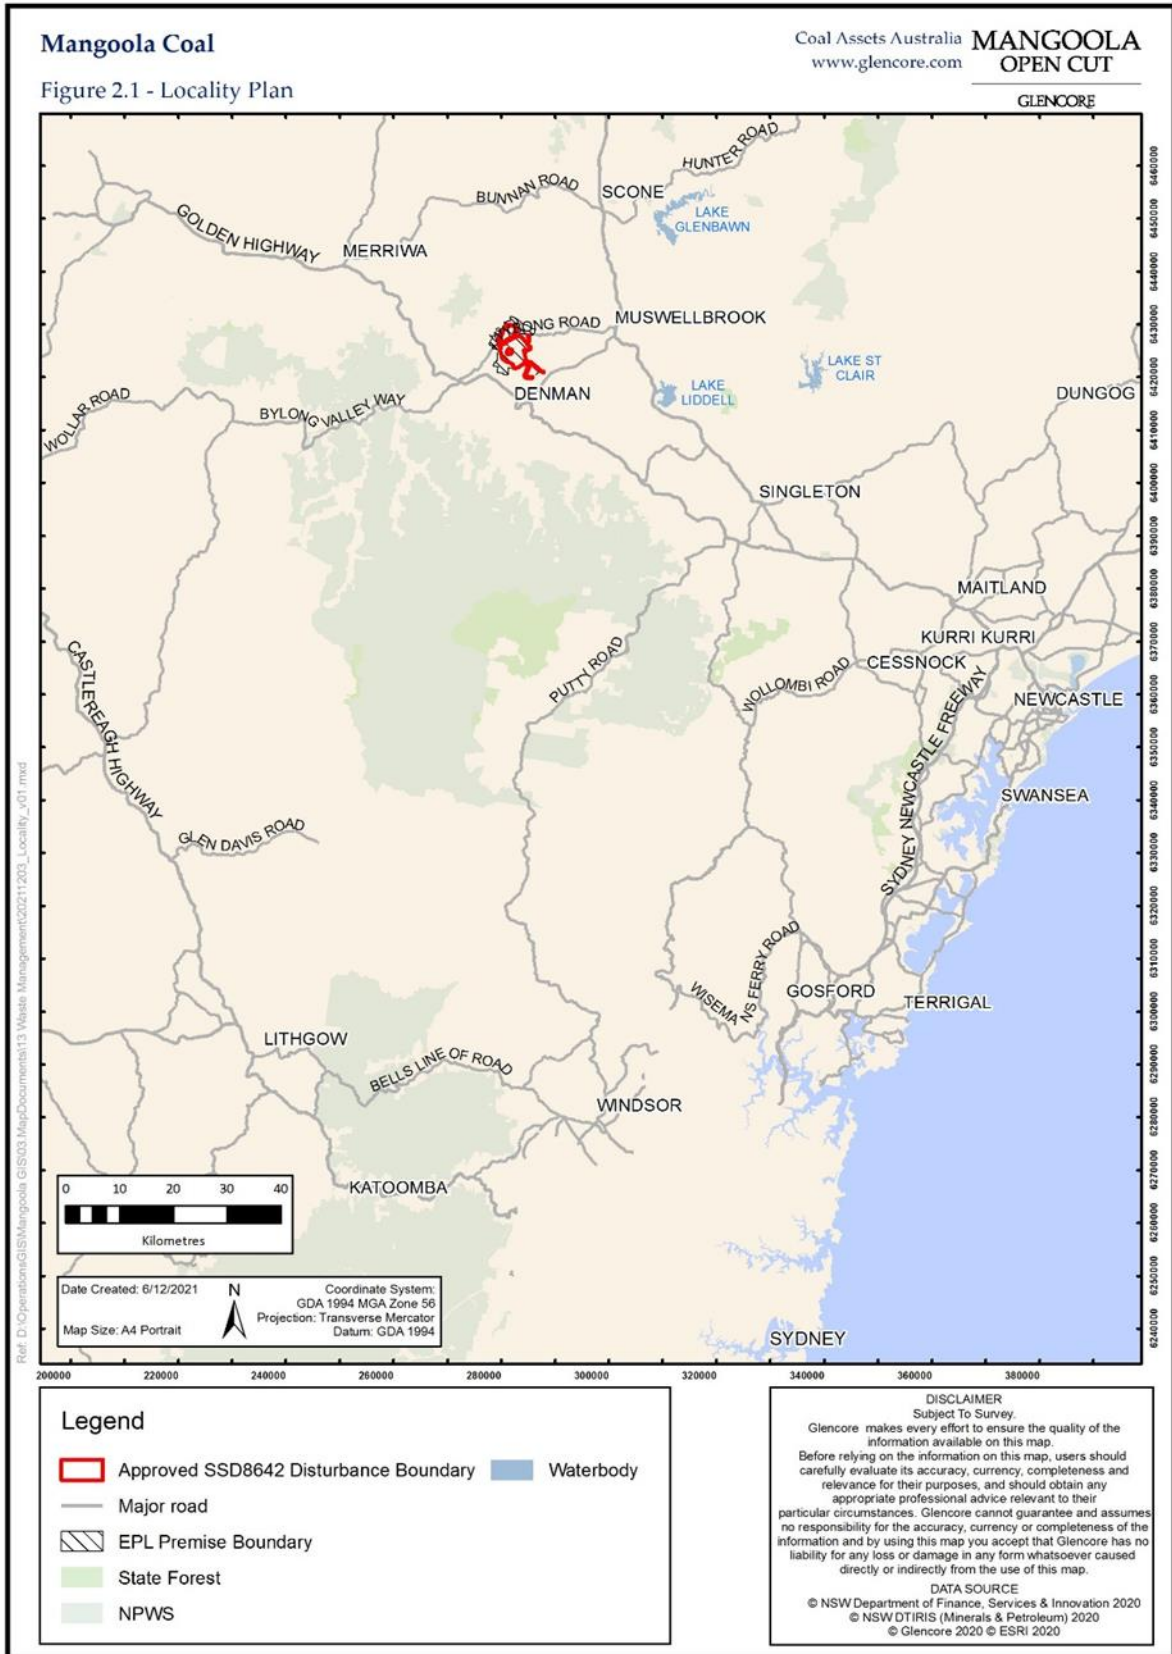 Mangoola Coal
Figure 2.1 - Locality Plan
Coal Assets Australia
www.glencore.com
MANGOOLA
OPEN CUT
GLENCORE
HUNTER ROAD
BUNNAN ROAD
SCONE
LAKE
GLENBAWN
GOLDEN HIGHWAY
MERRIWA
ONG ROAD
MUSWELLBROOK
LAKE ST
CLAIR
LAKE
LIDDELL
DENMAN
DUNGOG
WOLLAR ROAD
BYLONG VALLEY WAY
SINGLETON
MAITLAND
KURRI KURRI
CESSNOCK
PUTTY ROAD
WOLLOMBI ROAD
NEWCASTLE
CASTLEREAGH HIGHWAY
SYDNEY NEWCASTLE FREEWAY
SWANSEA
GLEN DAVIS ROAD
WISEMANS FERRY ROAD
GOSFORD
TERRIGAL
LITHGOW
BELLS LINE OF ROAD
WINDSOR
KATOOMBA
SYDNEY
6460000
6450000
6440000
6430000
6420000
6410000
6400000
6390000
6380000
6370000
6360000
6350000
6340000
6330000
6320000
6310000
6300000
6290000
6280000
6270000
6260000
6250000
6240000
0 10 20 30 40
Kilometres
Date Created: 6/12/2021
Map Size: A4 Portrait
N
Coordinate System:
GDA 1994 MGA Zone 56
Projection: Transverse Mercator
Datum: GDA 1994
200000 220000 240000 260000 280000 300000 320000 340000 360000 380000
Ref: D:\OperationsGIS\Mangoola GIS\03.MapDocuments\13 Waste Management\20211203_Locality_v01.mxd
Legend
Approved SSD8642 Disturbance Boundary
Waterbody
Major road
EPL Premise Boundary
State Forest
NPWS
DISCLAIMER
Subject To Survey.
Glencore makes every effort to ensure the quality of the
information available on this map.
Before relying on the information on this map, users should
carefully evaluate its accuracy, currency, completeness and
relevance for their purposes, and should obtain any
appropriate professional advice relevant to their
particular circumstances. Glencore cannot guarantee and assumes
no responsibility for the accuracy, currency or completeness of the
information and by using this map you accept that Glencore has no
liability for any loss or damage in any form whatsoever caused
directly or indirectly from the use of this map.
DATA SOURCE
© NSW Department of Finance, Services & Innovation 2020
© NSW DTIRIS (Minerals & Petroleum) 2020
© Glencore 2020 © ESRI 2020